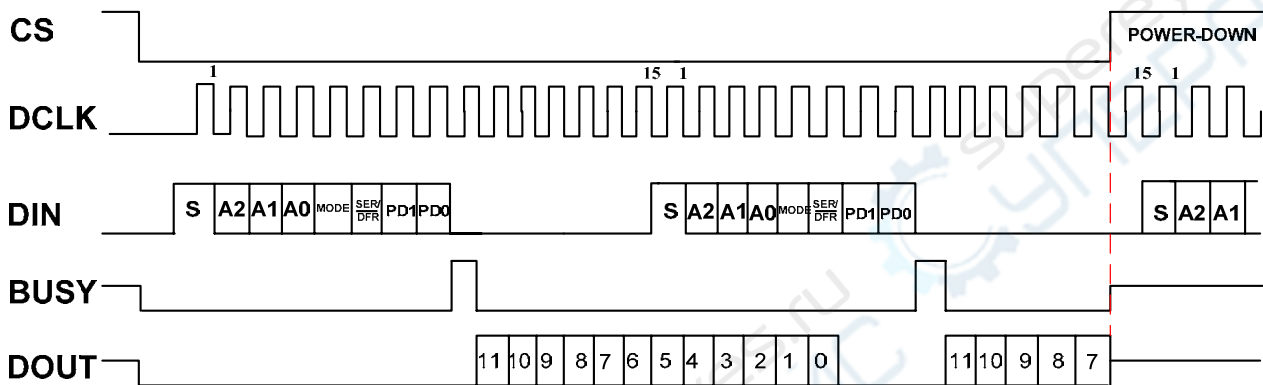 CS
POWER-DOWN
1 15 1 15 1
DCLK
DIN
S A2 A1 A0 MODE SER/DFR PD1 PD0 S A2 A1 A0 MODE SER/DFR PD1 PD0 S A2 A1
BUSY
DOUT
11 10 9 8 7 6 5 4 3 2 1 0 11 10 9 8 7